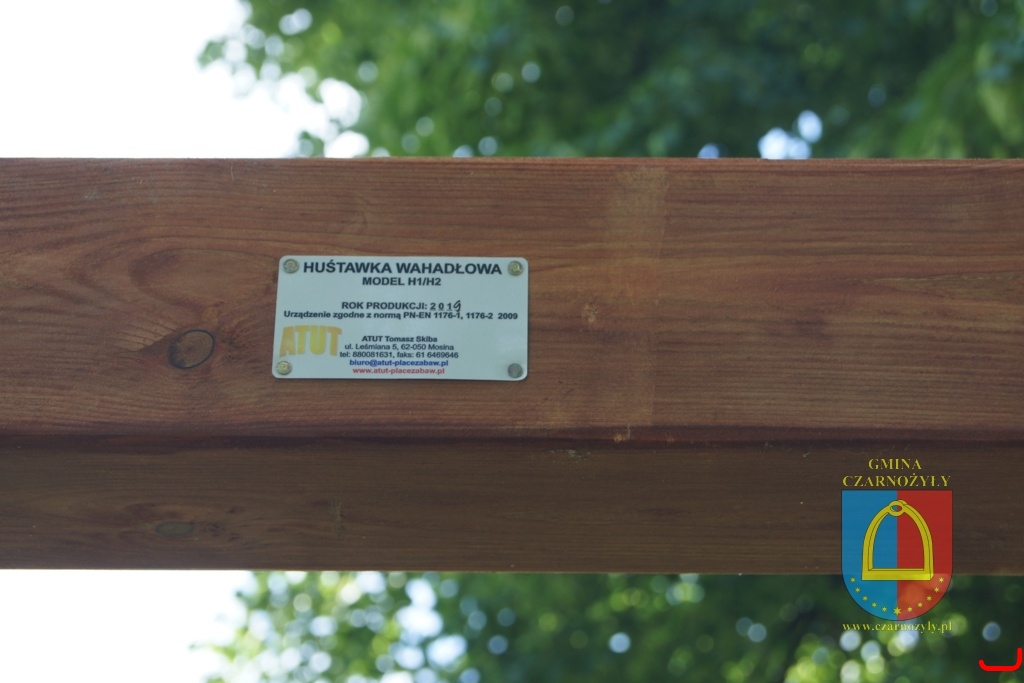 HUŚTAWKA WAHADŁOWA
MODEL H1/H2
ROK PRODUKCJI: 2019
Urządzenie zgodne z normą PN-EN 1176-1, 1176-2 2009
ATUT
ATUT Tomasz Skiba
ul. Leśmiana 5, 62-050 Mosina
tel: 880081631, faks: 61 6469646
biuro@atut-placezabaw.pl
www.atut-placezabaw.pl
GMINA
CZARNOŻYŁY
www.czarnozyly.pl